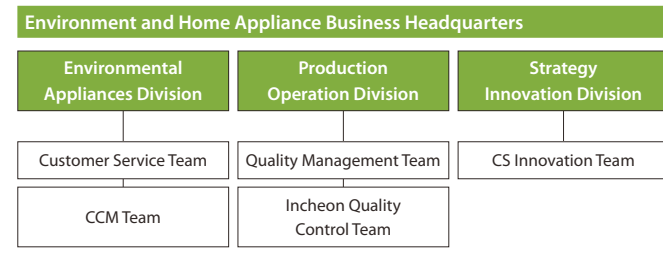 Environment and Home Appliance Business Headquarters
Environmental
Appliances Division
Production
Operation Division
Strategy
Innovation Division
Customer Service Team
Quality Management Team
CS Innovation Team
CCM Team
Incheon Quality
Control Team